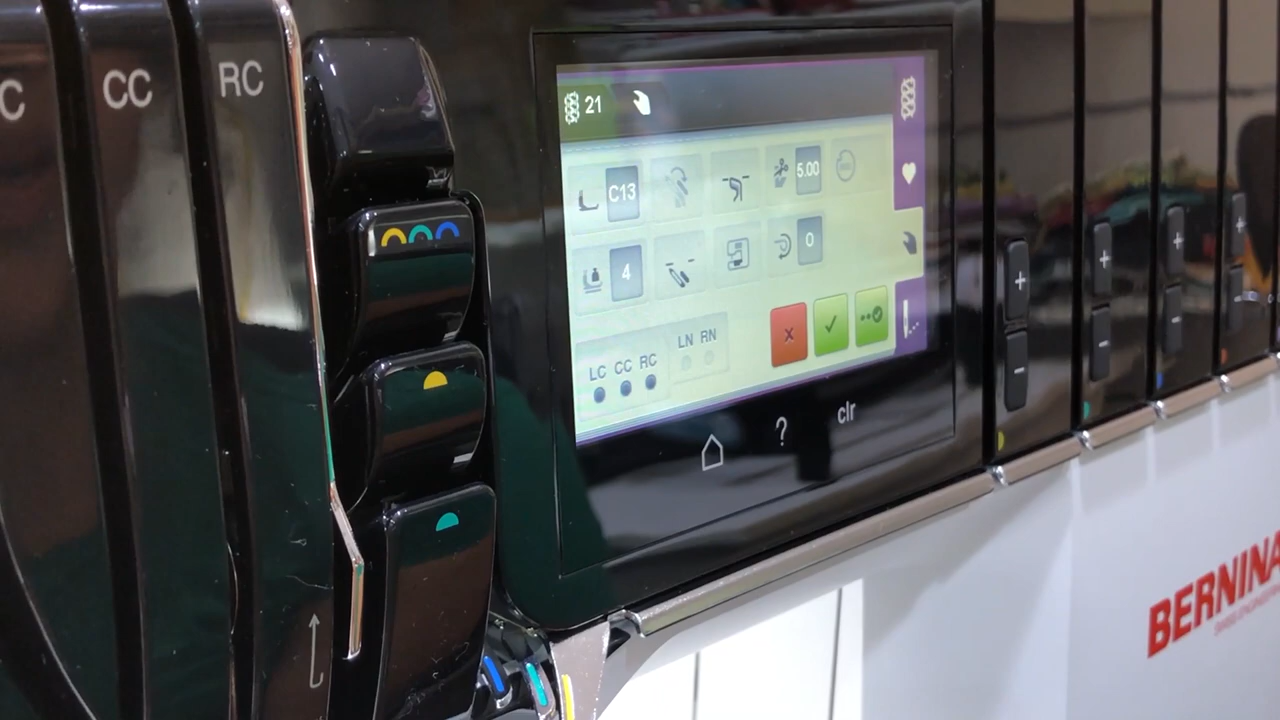 C
CC
RC
21
C13
5.00
4
0
LC CC RC
LN RN
?
clr
+
-
+
-
+
-
+
BERNINA